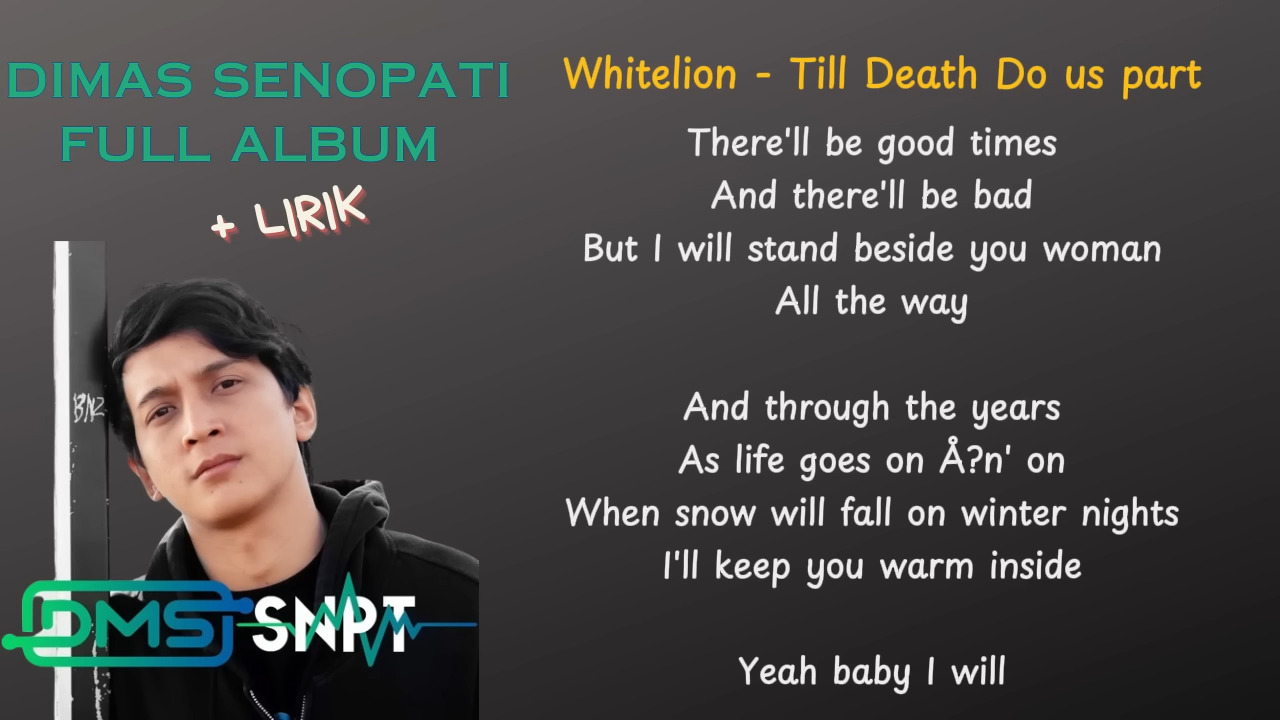 DIMAS SENOPATI
FULL ALBUM
+ LIRIK
BNZ
DMS SNPT
Whitelion - Till Death Do us part
There'll be good times
And there'll be bad
But I will stand beside you woman
All the way
And through the years
As life goes on Å?n' on
When snow will fall on winter nights
I'll keep you warm inside
Yeah baby I will